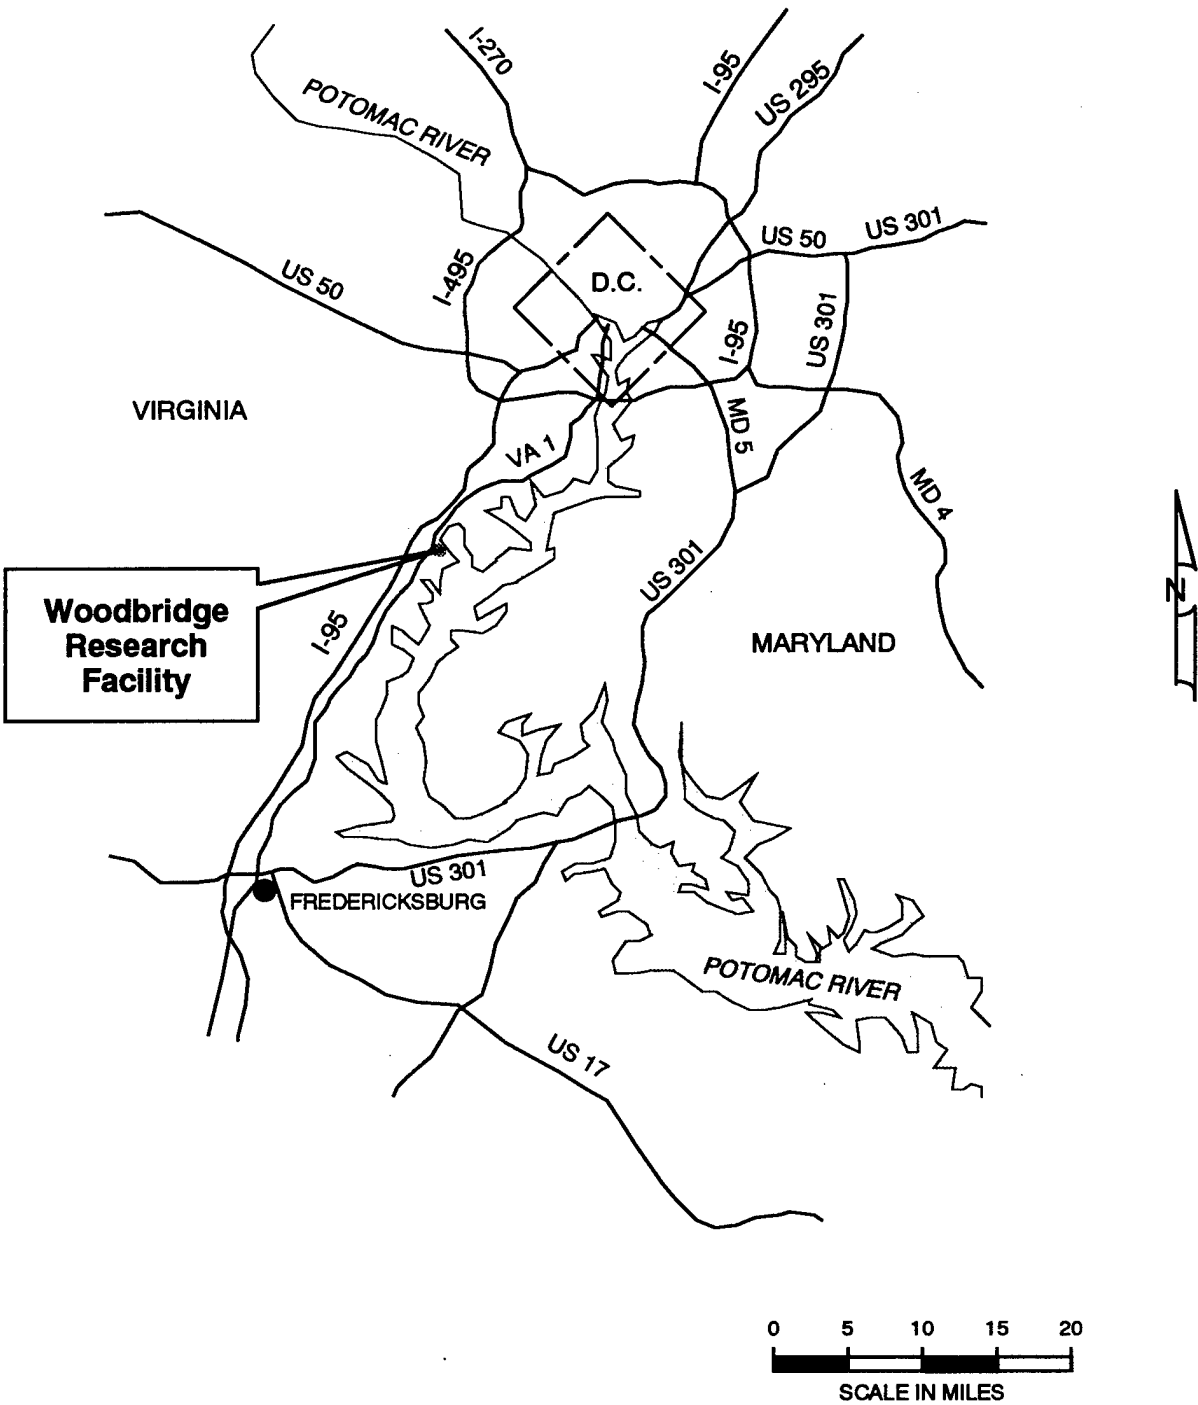 I-270
I-95
US 295
POTOMAC RIVER
US 50
US 301
US 50
I-495
D.C.
I-95
US 301
VIRGINIA
MD 5
VA 1
MD 4
Woodbridge
Research
Facility
I-95
US 301
MARYLAND
N
US 301
FREDERICKSBURG
POTOMAC RIVER
US 17
0 5 10 15 20
SCALE IN MILES